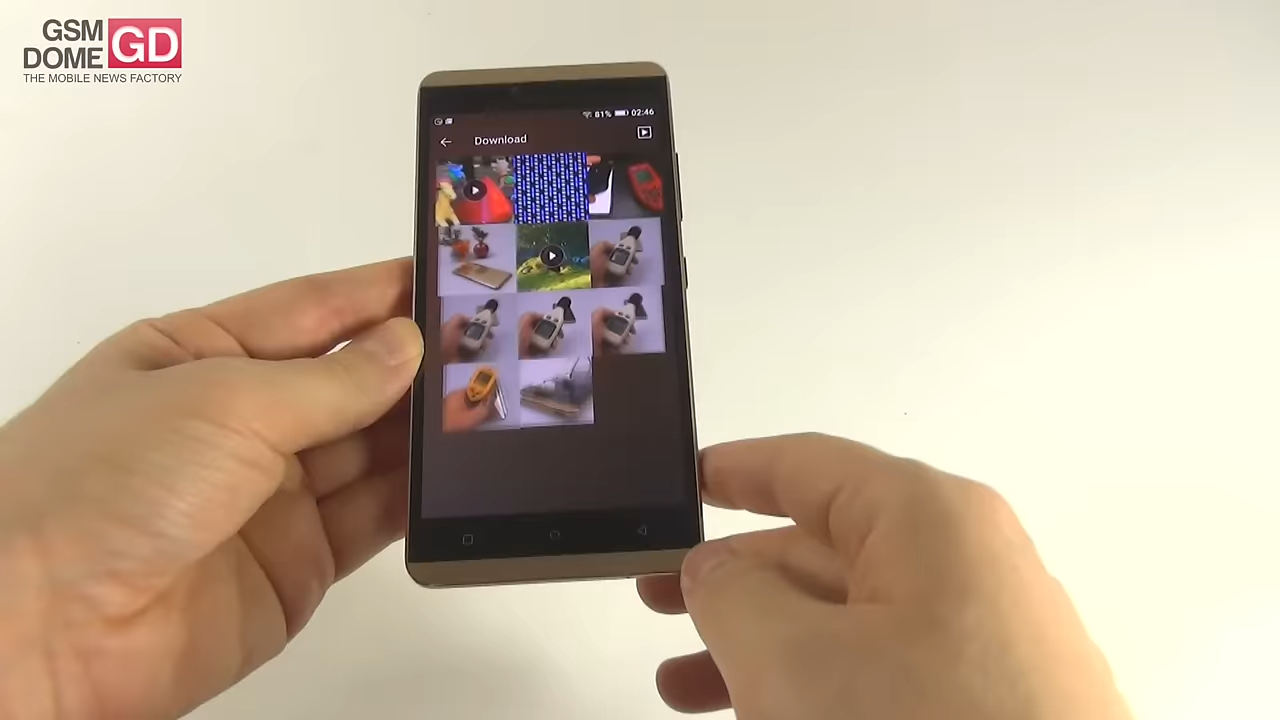 GSM
DOME GD
THE MOBILE NEWS FACTORY
81% 02:46
Download